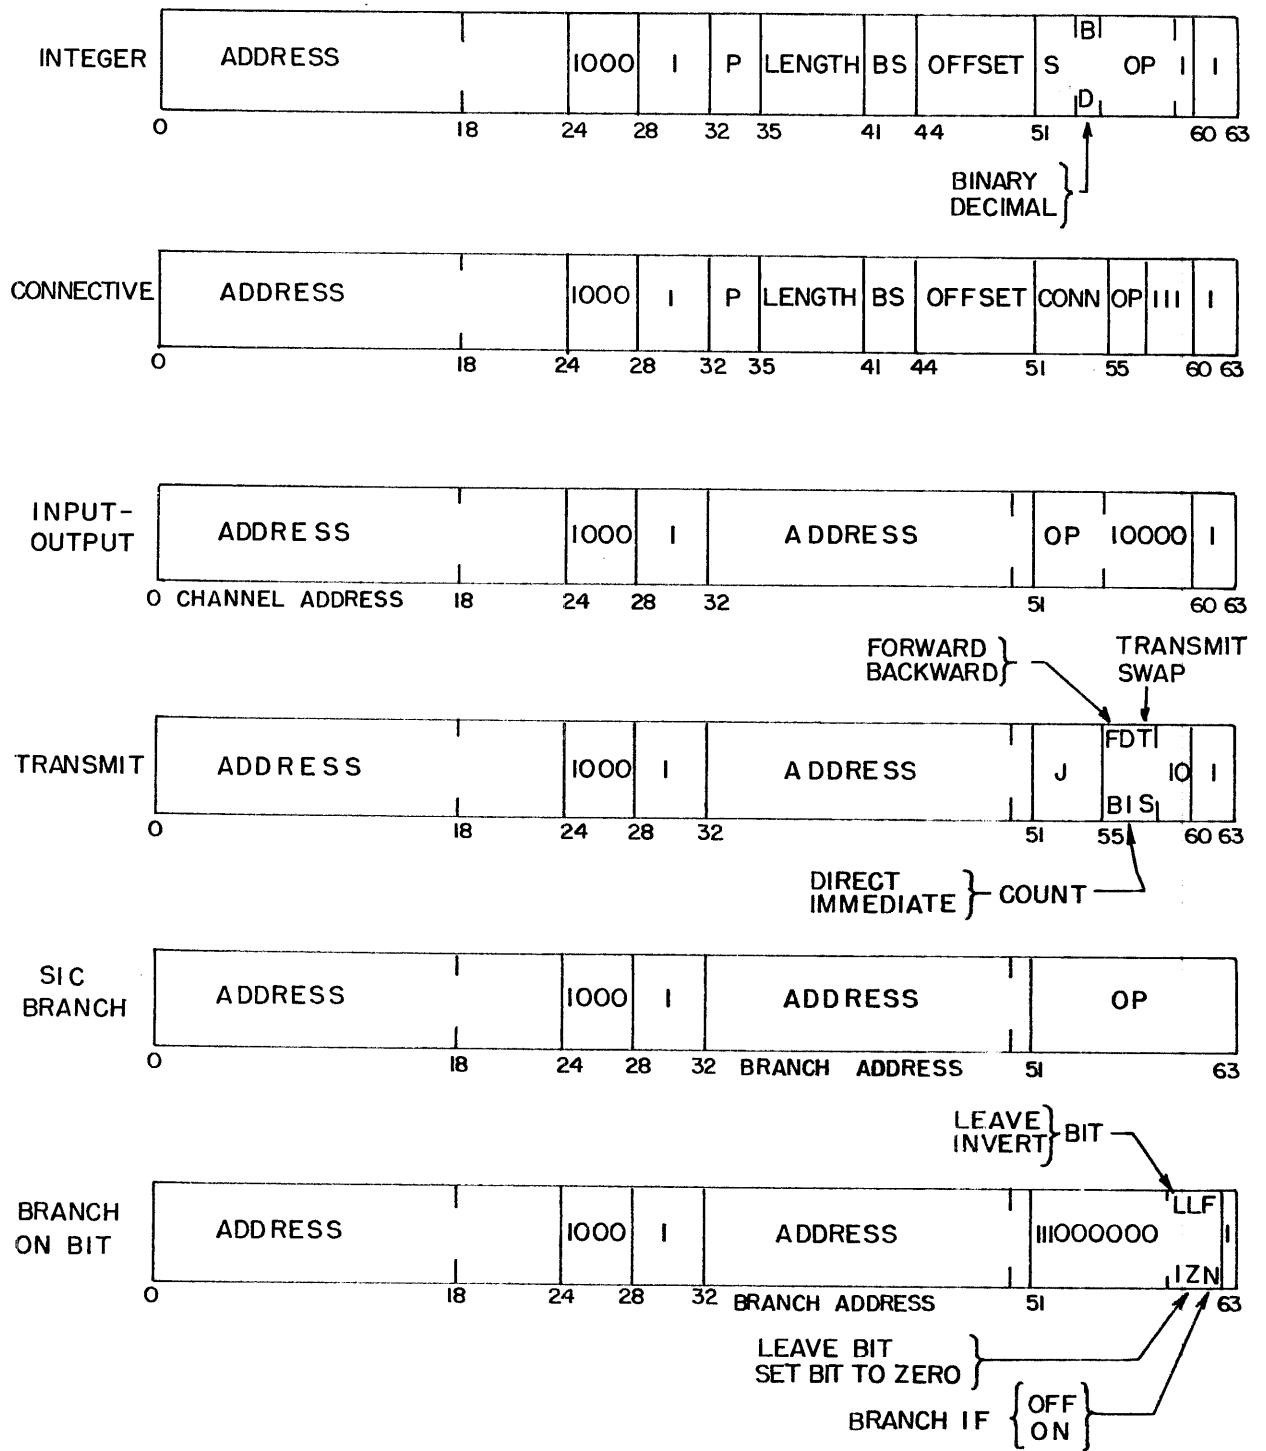 INTEGER ADDRESS 1000 I P LENGTH BS OFFSET S B D OP I I
0 18 24 28 32 35 41 44 51 60 63
BINARY
DECIMAL
CONNECTIVE ADDRESS 1000 I P LENGTH BS OFFSET CONN OP III I
0 18 24 28 32 35 41 44 51 55 60 63
INPUT-
OUTPUT
ADDRESS 1000 I ADDRESS OP 10000 I
0 CHANNEL ADDRESS 18 24 28 32 51 60 63
FORWARD
BACKWARD
TRANSMIT
SWAP
TRANSMIT ADDRESS 1000 I ADDRESS J FDT BIS 10 I
0 18 24 28 32 51 55 60 63
DIRECT
IMMEDIATE
COUNT
SIC
BRANCH
ADDRESS 1000 I ADDRESS OP
0 18 24 28 32 BRANCH ADDRESS 51 63
LEAVE
INVERT
BIT
BRANCH
ON BIT
ADDRESS 1000 I ADDRESS 111000000 LLF IZN I
0 18 24 28 32 BRANCH ADDRESS 51 63
LEAVE BIT
SET BIT TO ZERO
BRANCH IF
OFF
ON